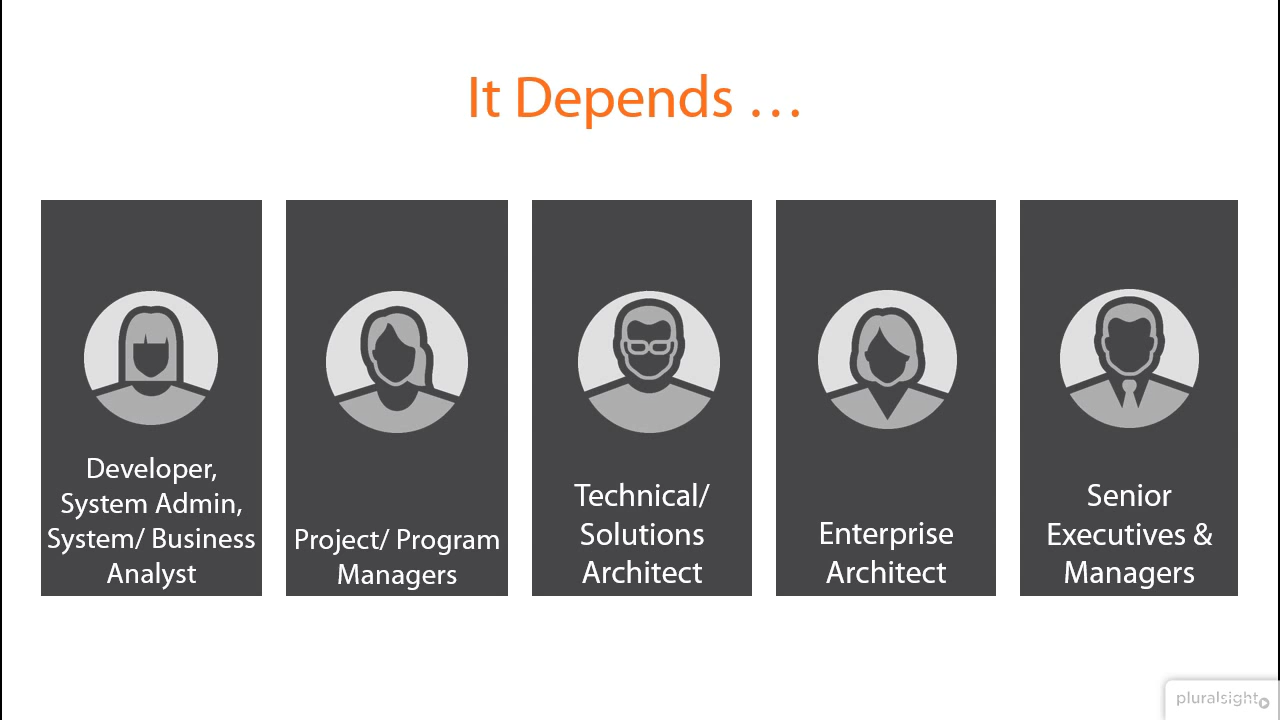 It Depends …
Developer,
System Admin,
System/ Business
Analyst
Project/ Program
Managers
Technical/
Solutions
Architect
Enterprise
Architect
Senior
Executives &
Managers
pluralsight